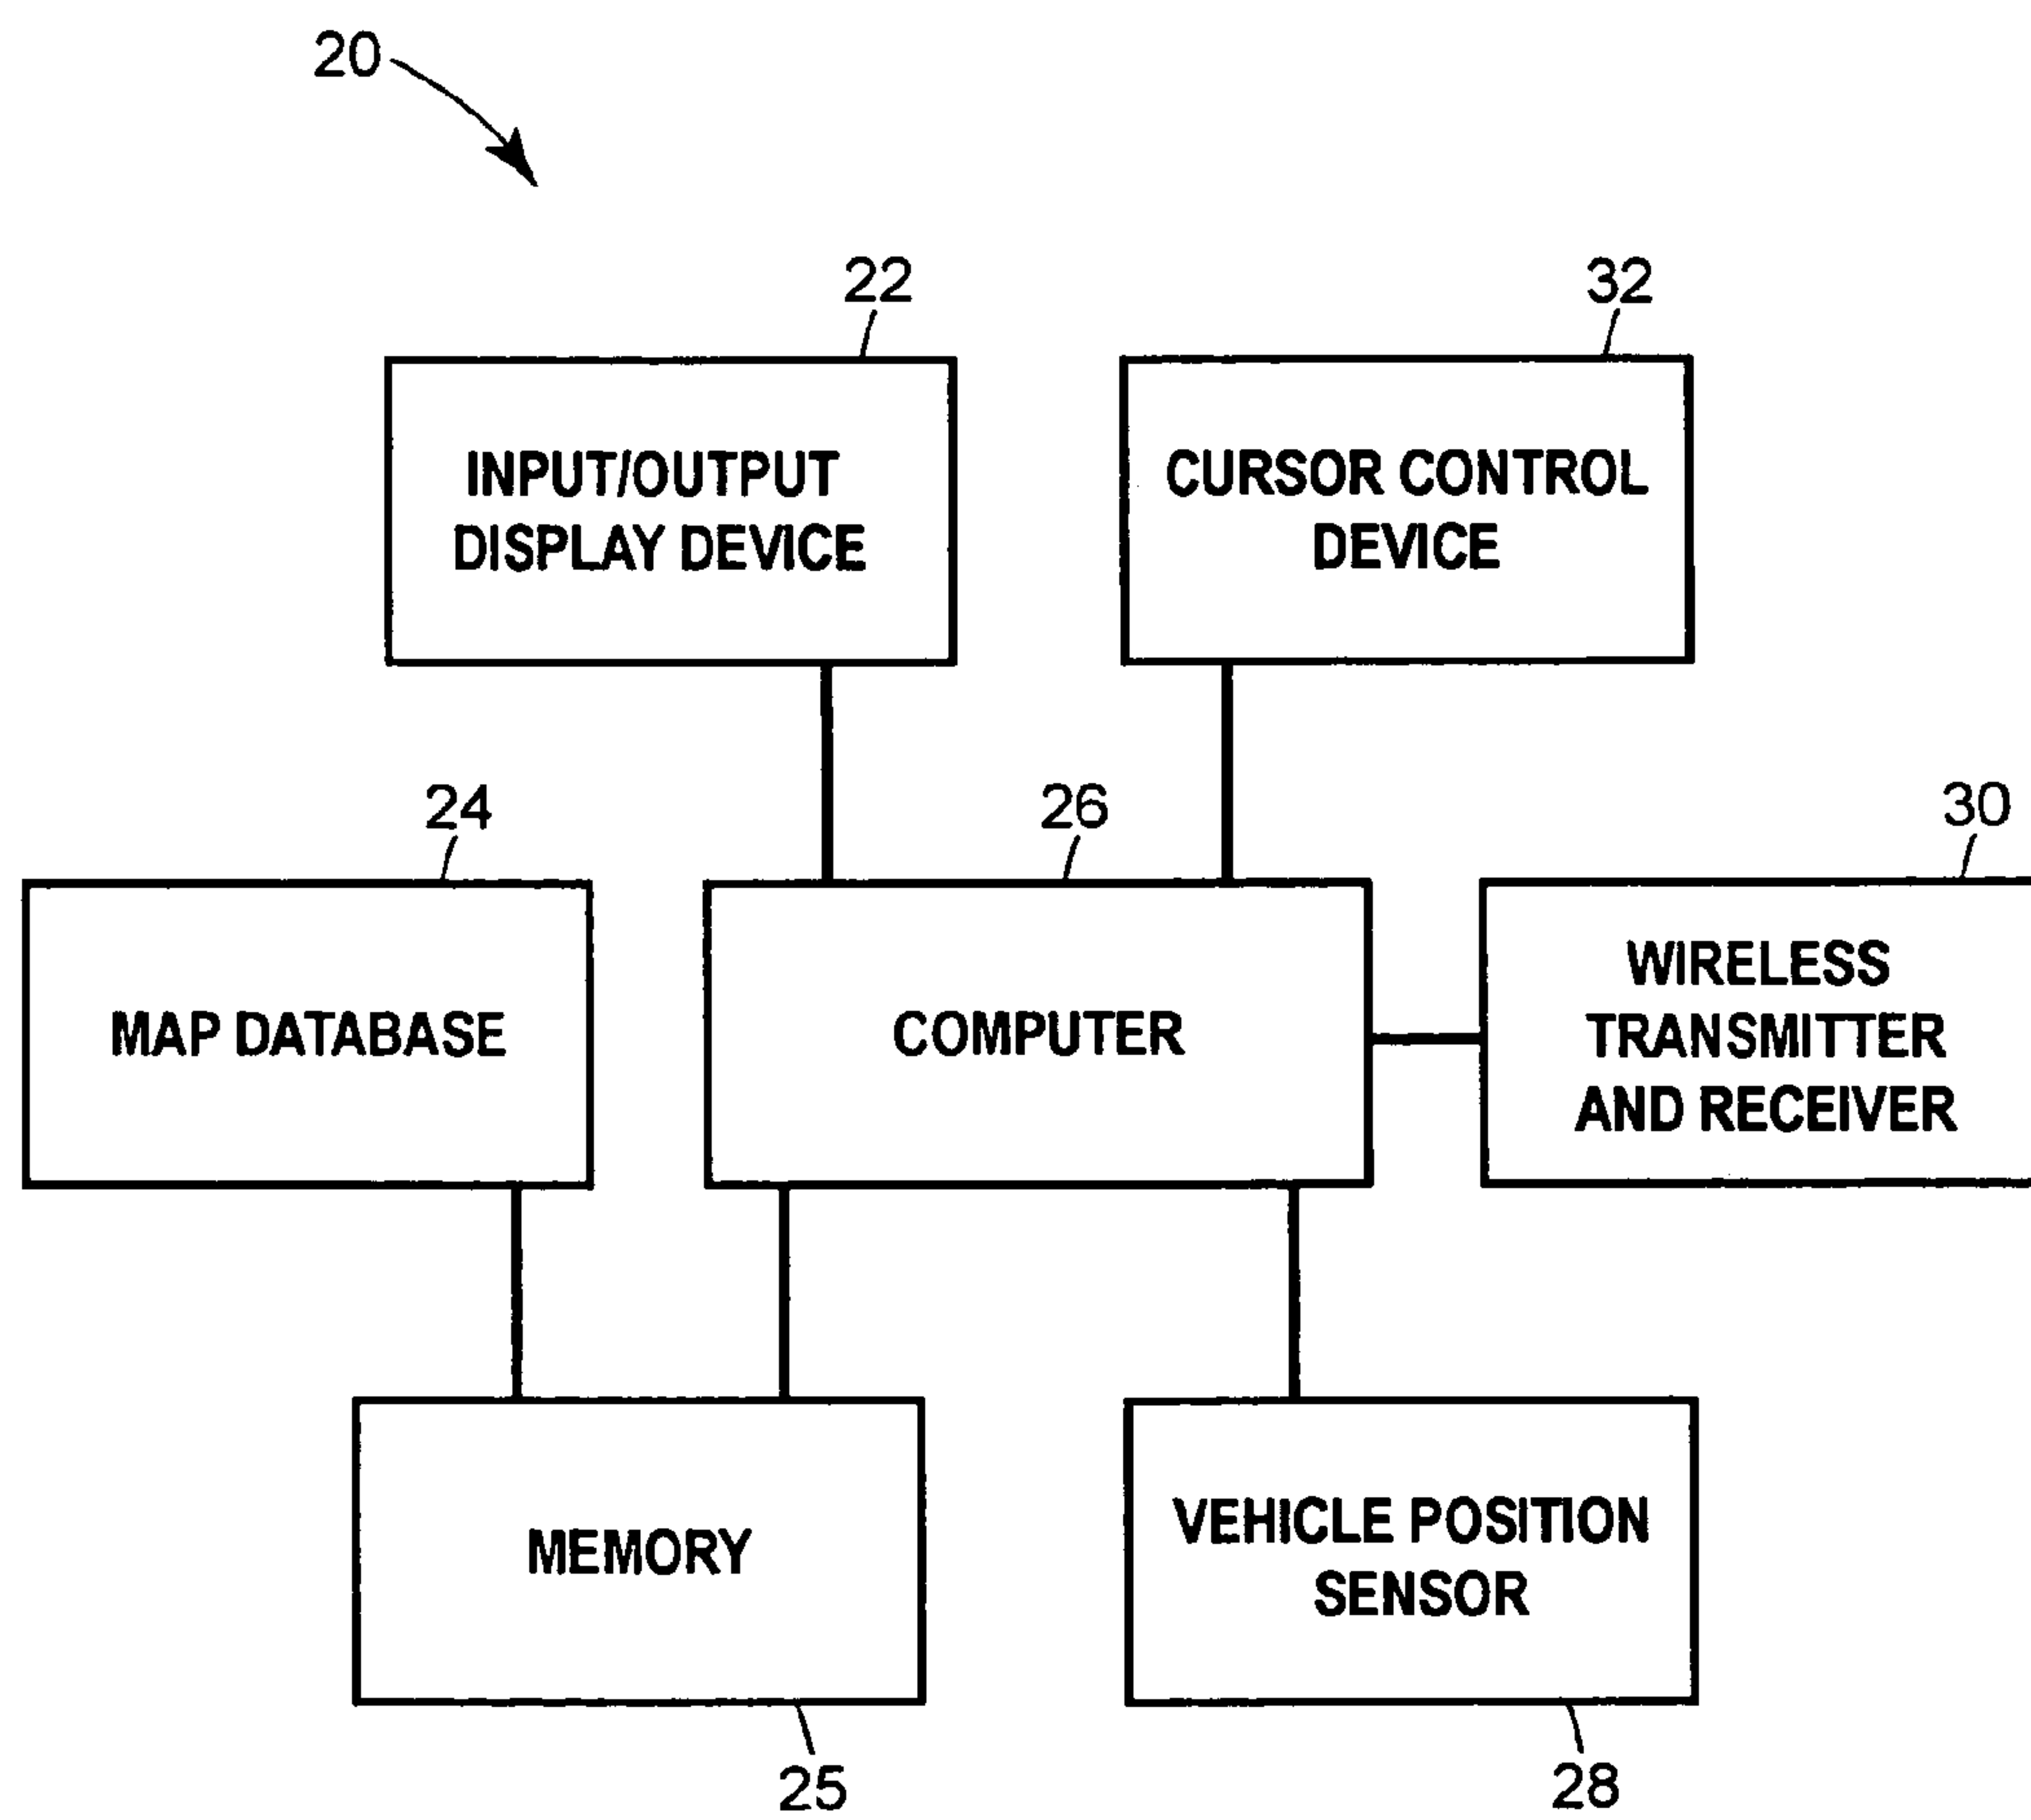 20
22
32
INPUT/OUTPUT
DISPLAY DEVICE
CURSOR CONTROL
DEVICE
24
26
30
MAP DATABASE
COMPUTER
WIRELESS
TRANSMITTER
AND RECEIVER
MEMORY
VEHICLE POSITION
SENSOR
25
28